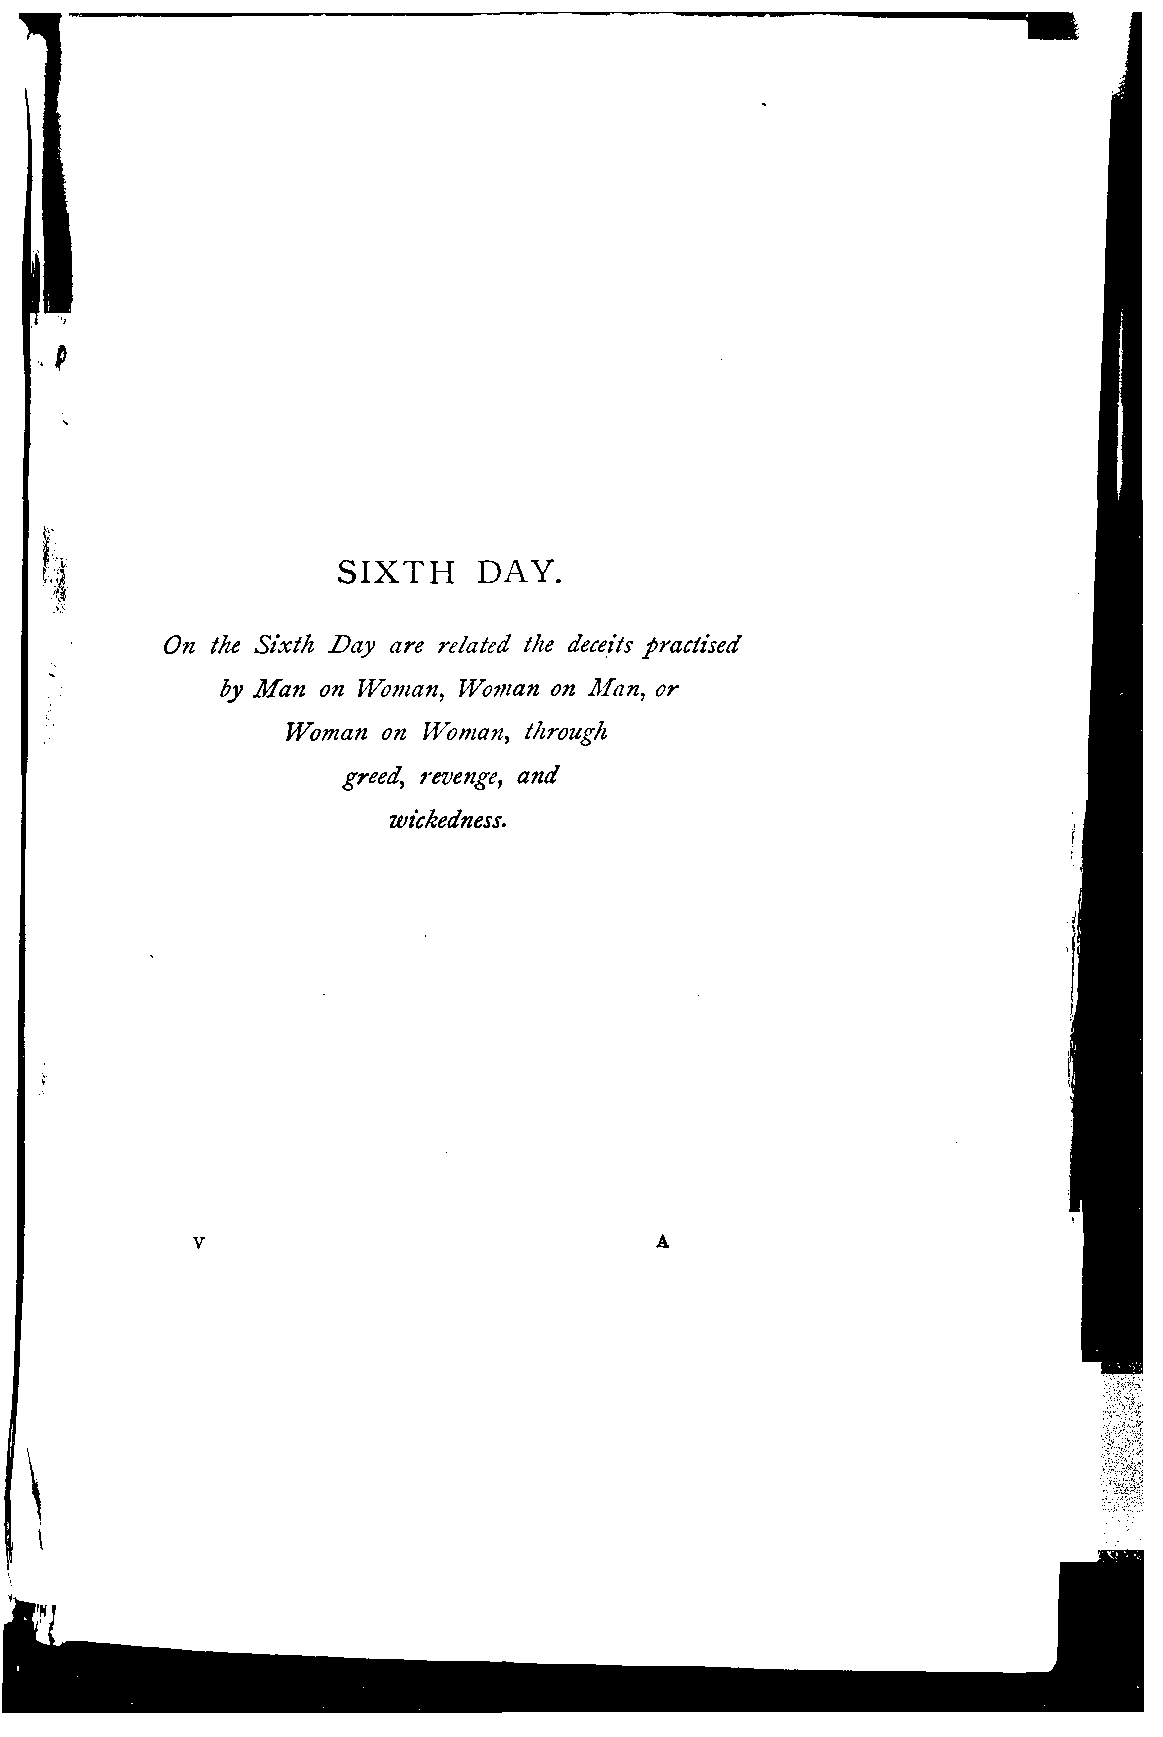 SIXTH DAY.
On the Sixth Day are related the deceits practised
by Man on Woman, Woman on Man, or
Woman on Woman, through
greed, revenge, and
wickedness.
V A